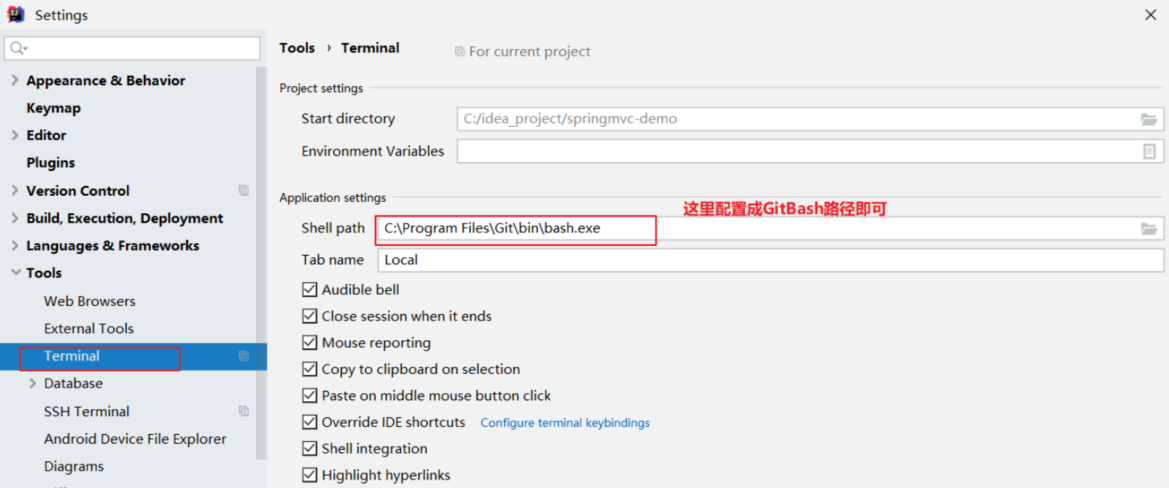 Settings
Appearance & Behavior
Keymap
Editor
Plugins
Version Control
Build, Execution, Deployment
Languages & Frameworks
Tools
Web Browsers
External Tools
Terminal
Database
SSH Terminal
Android Device File Explorer
Diagrams
Tools › Terminal
For current project
Project settings
Start directory C:/idea_project/springmvc-demo
Environment Variables
Application settings
这里配置成GitBash路径即可
Shell path C:\Program Files\Git\bin\bash.exe
Tab name Local
Audible bell
Close session when it ends
Mouse reporting
Copy to clipboard on selection
Paste on middle mouse button click
Override IDE shortcuts Configure terminal keybindings
Shell integration
Highlight hyperlinks